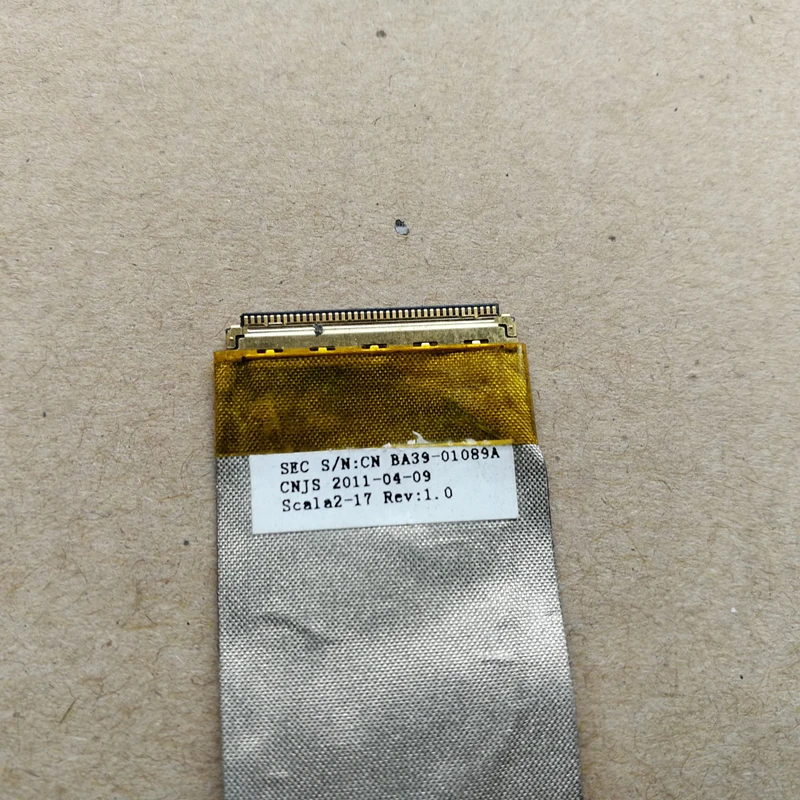 SEC S/N:CN BA39-01089A
CNJS 2011-04-09
Scala2-17 Rev:1.0